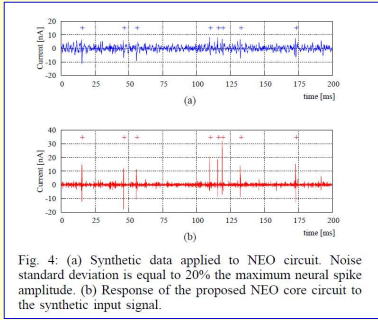 20
10
0
-10
-20
Current [nA]
0 25 50 75 100 125 150 175 200
time [ms]
(a)
40
30
20
10
0
-10
-20
Current [nA]
0 25 50 75 100 125 150 175 200
time [ms]
(b)
Fig. 4: (a) Synthetic data applied to NEO circuit. Noise
standard deviation is equal to 20% the maximum neural spike
amplitude. (b) Response of the proposed NEO core circuit to
the synthetic input signal.